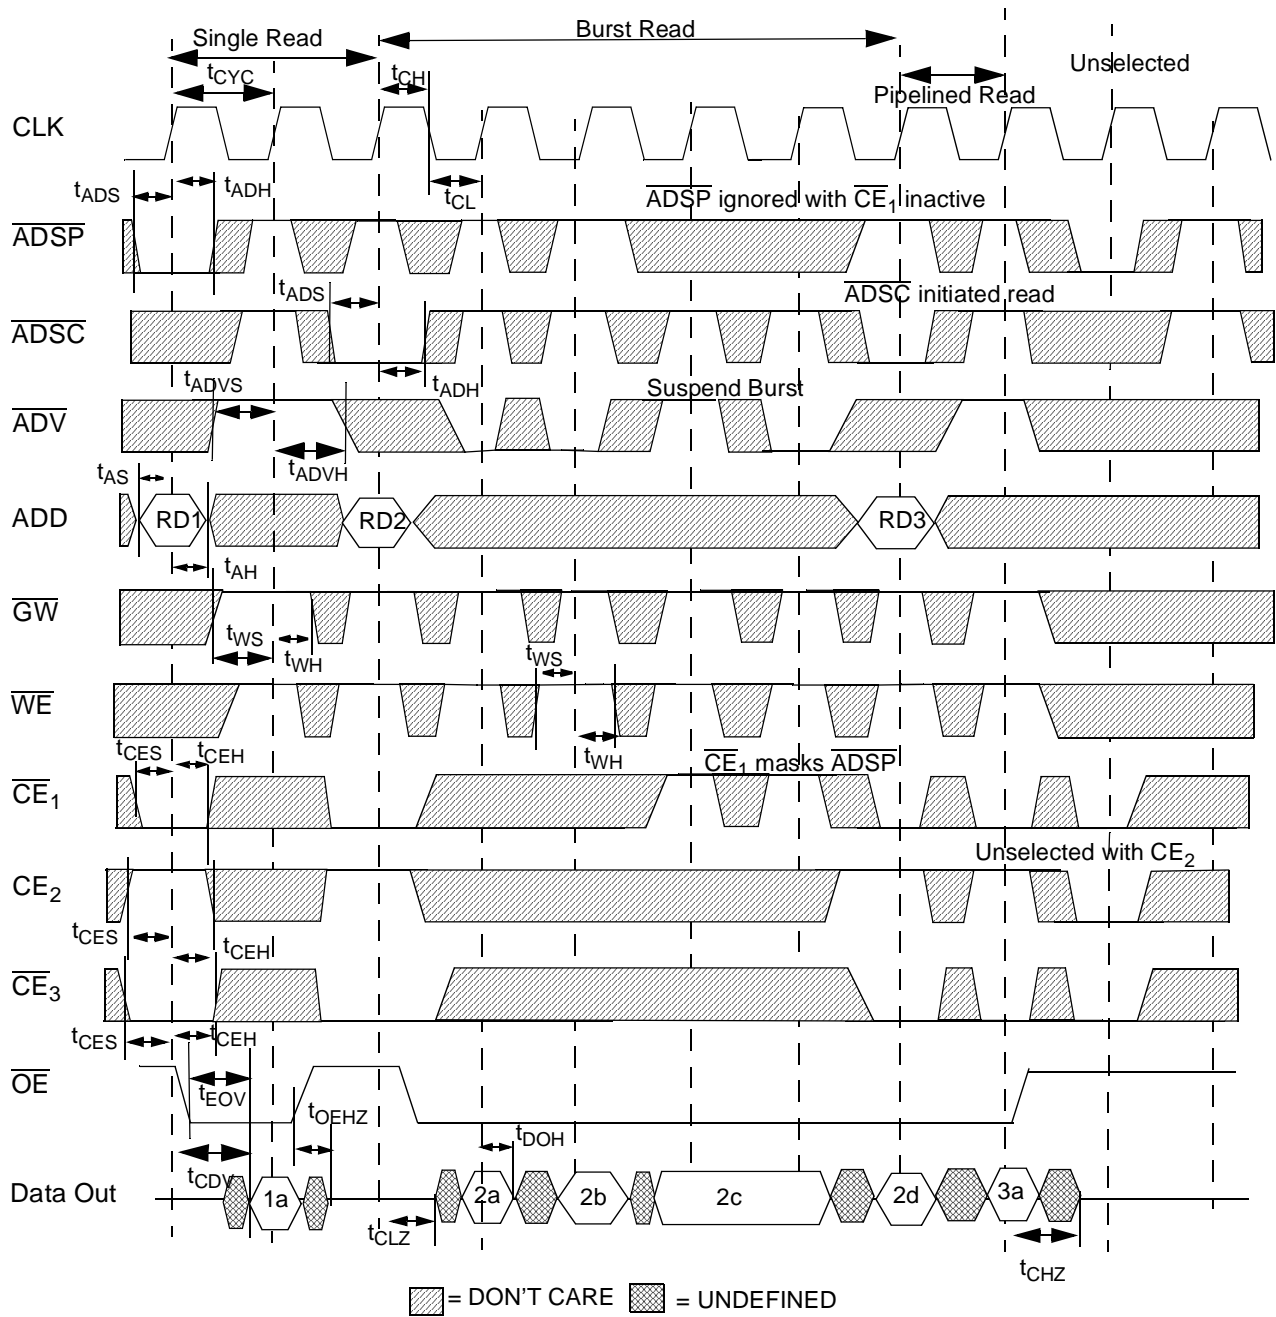 Single Read
Burst Read
Unselected
tCYC
tCH
Pipelined Read
CLK
tADS
tADH
tCL
ADSP ignored with CE1 inactive
ADSP
tADS
ADSC initiated read
ADSC
tADVS
tADH
Suspend Burst
ADV
tAS
tADVH
ADD
RD1
RD2
RD3
tAH
GW
tWS
tWH
tWS
WE
tCES
tCEH
tWH
CE1 masks ADSP
CE1
Unselected with CE2
CE2
tCES
tCEH
CE3
tCES
tCEH
OE
tEOV
tOEHZ
tDOH
tCDV
Data Out
1a
2a
2b
2c
2d
3a
tCLZ
tCHZ
= DON'T CARE
= UNDEFINED